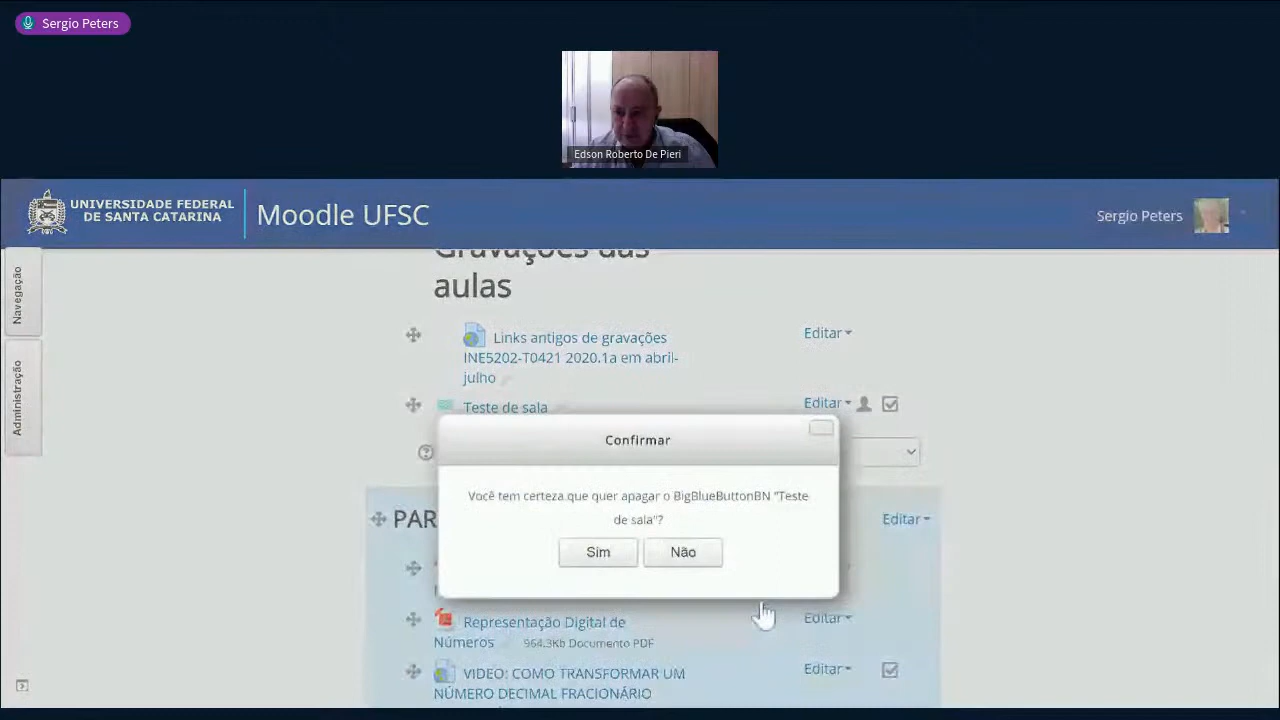 Sergio Peters
Edson Roberto De Pieri
UNIVERSIDADE FEDERAL
DE SANTA CATARINA
Moodle UFSC
Sergio Peters
Navegação
Administração
Gravações das
aulas
Links antigos de gravações
INE5202-T0421 2020.1a em abril-
julho
Editar
Teste de sala
Editar
Confirmar
Você tem certeza que quer apagar o BigBlueButtonBN "Teste
de sala"?
Sim
Não
PAR
Editar
Representação Digital de
Números
964.3Kb Documento PDF
Editar
VIDEO: COMO TRANSFORMAR UM
NÚMERO DECIMAL FRACIONÁRIO
Editar